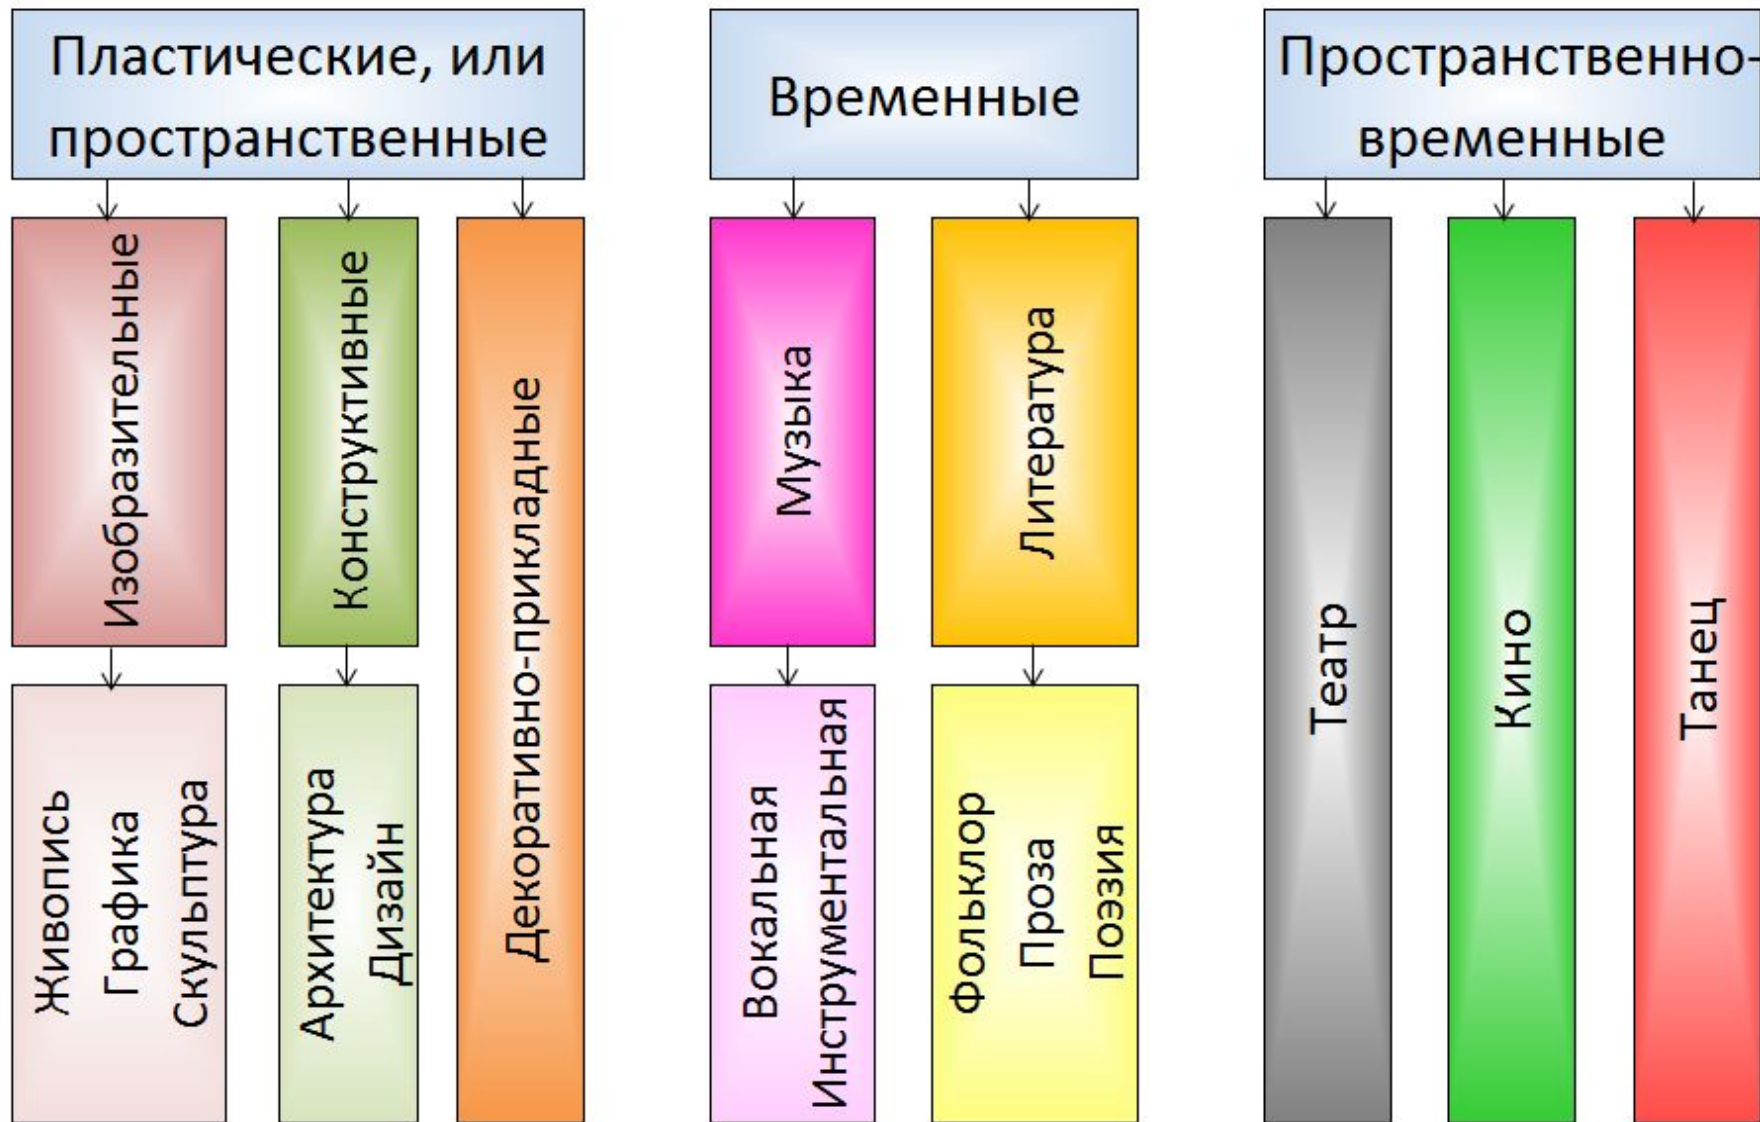 Пластические, или
пространственные
Временные
Пространственно-
временные
Изобразительные
Конструктивные
Декоративно-прикладные
Музыка
Литература
Театр
Кино
Танец
Живопись
Графика
Скульптура
Архитектура
Дизайн
Вокальная
Инструментальная
Фольклор
Проза
Поэзия